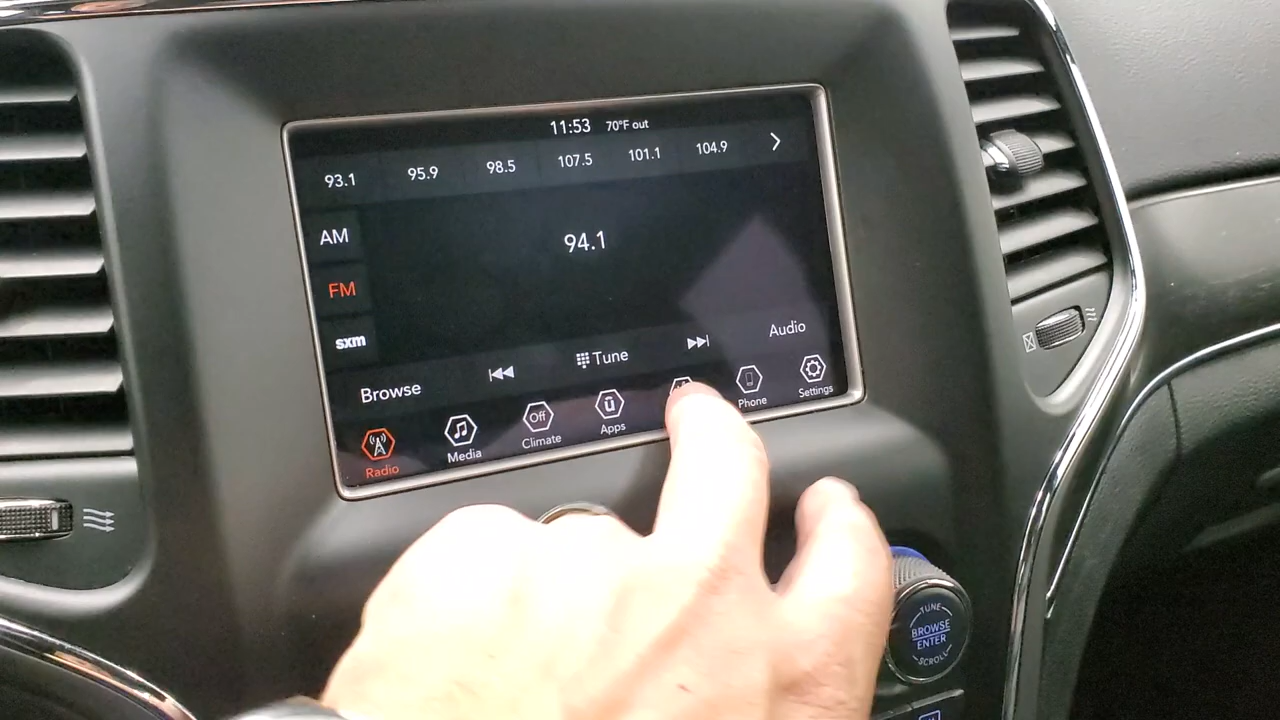 11:53 70°F out
93.1 95.9 98.5 107.5 101.1 104.9
AM
94.1
FM
sxm
Browse Tune Audio
Radio Media Off Climate ū Apps Phone Settings
TUNE
BROWSE
ENTER
SCROLL